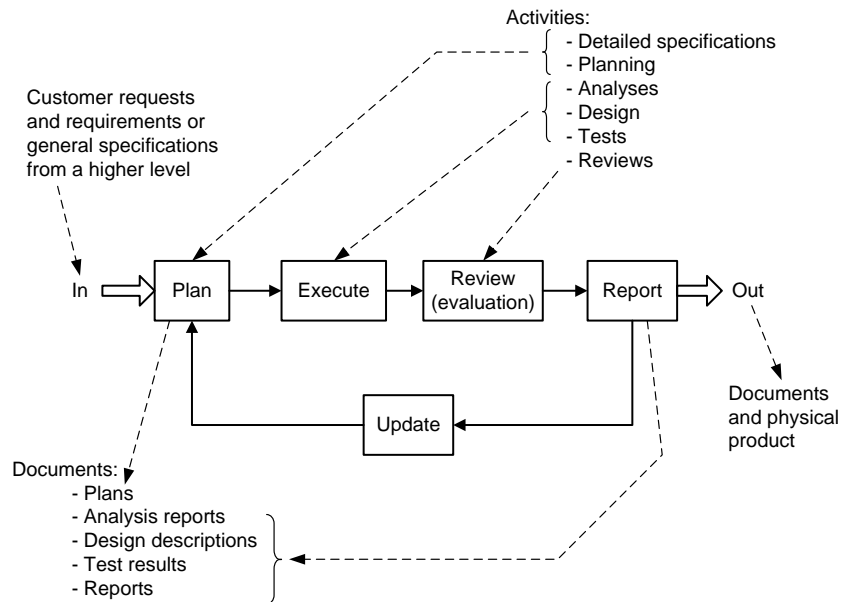 Activities:
- Detailed specifications
- Planning
- Analyses
- Design
- Tests
- Reviews
Customer requests
and requirements or
general specifications
from a higher level
In
Plan
Execute
Review
(evaluation)
Report
Out
Update
Documents
and physical
product
Documents:
- Plans
- Analysis reports
- Design descriptions
- Test results
- Reports